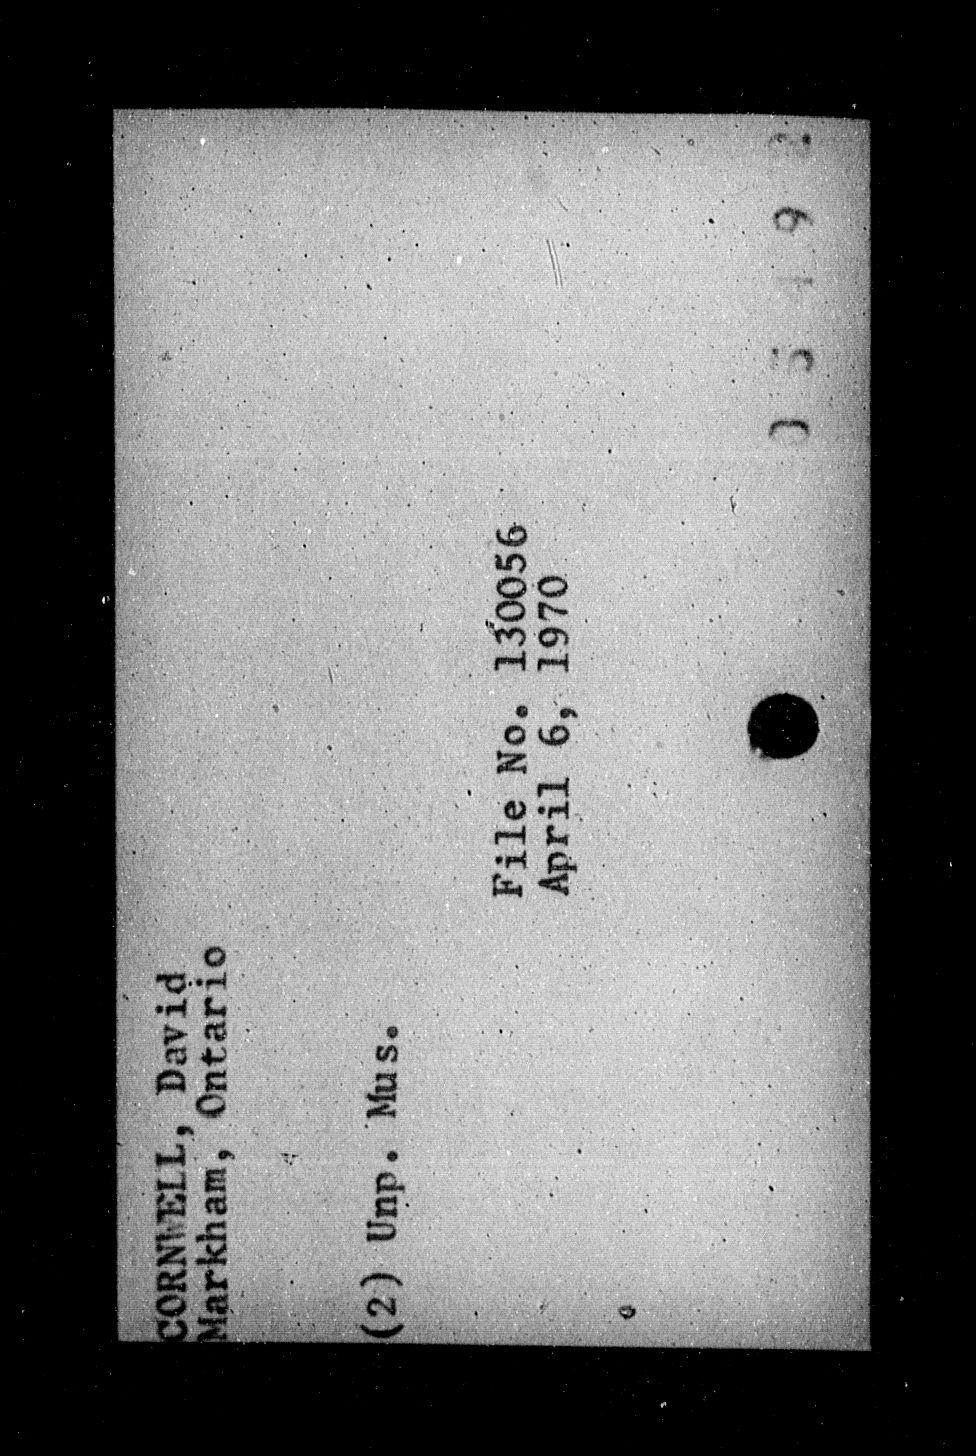 CORNWELL, David
Markham, Ontario
(2) Unp. Mus.
File No. 130056
April 6, 1970